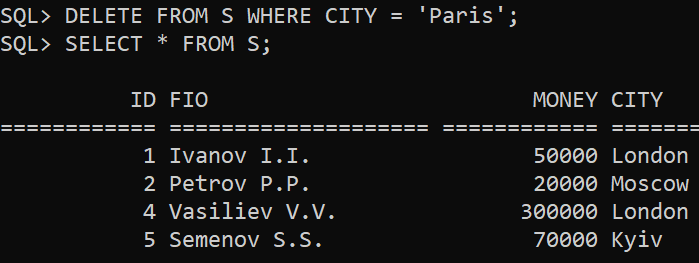 SQL> DELETE FROM S WHERE CITY = 'Paris';
SQL> SELECT * FROM S;
ID FIO MONEY CITY
============ ==================== ============ =======
1 Ivanov I.I. 50000 London
2 Petrov P.P. 20000 Moscow
4 Vasiliev V.V. 300000 London
5 Semenov S.S. 70000 Kyiv